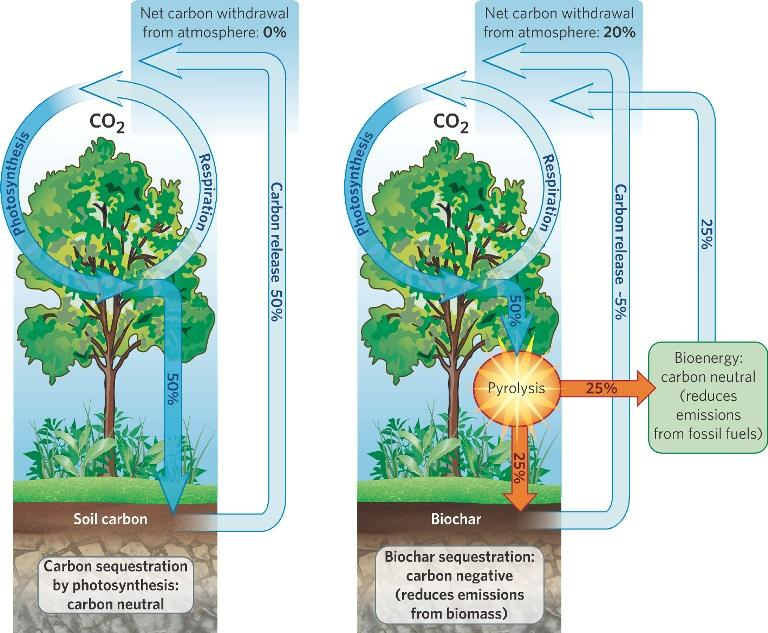 Net carbon withdrawal
from atmosphere: 0%
CO2
Photosynthesis
Respiration
Carbon release 50%
50%
Soil carbon
Carbon sequestration
by photosynthesis:
carbon neutral
Net carbon withdrawal
from atmosphere: 20%
CO2
Photosynthesis
Respiration
Carbon release ~5%
25%
50%
Pyrolysis
25%
Bioenergy:
carbon neutral
(reduces
emissions
from fossil fuels)
25%
Biochar
Biochar sequestration:
carbon negative
(reduces emissions
from biomass)